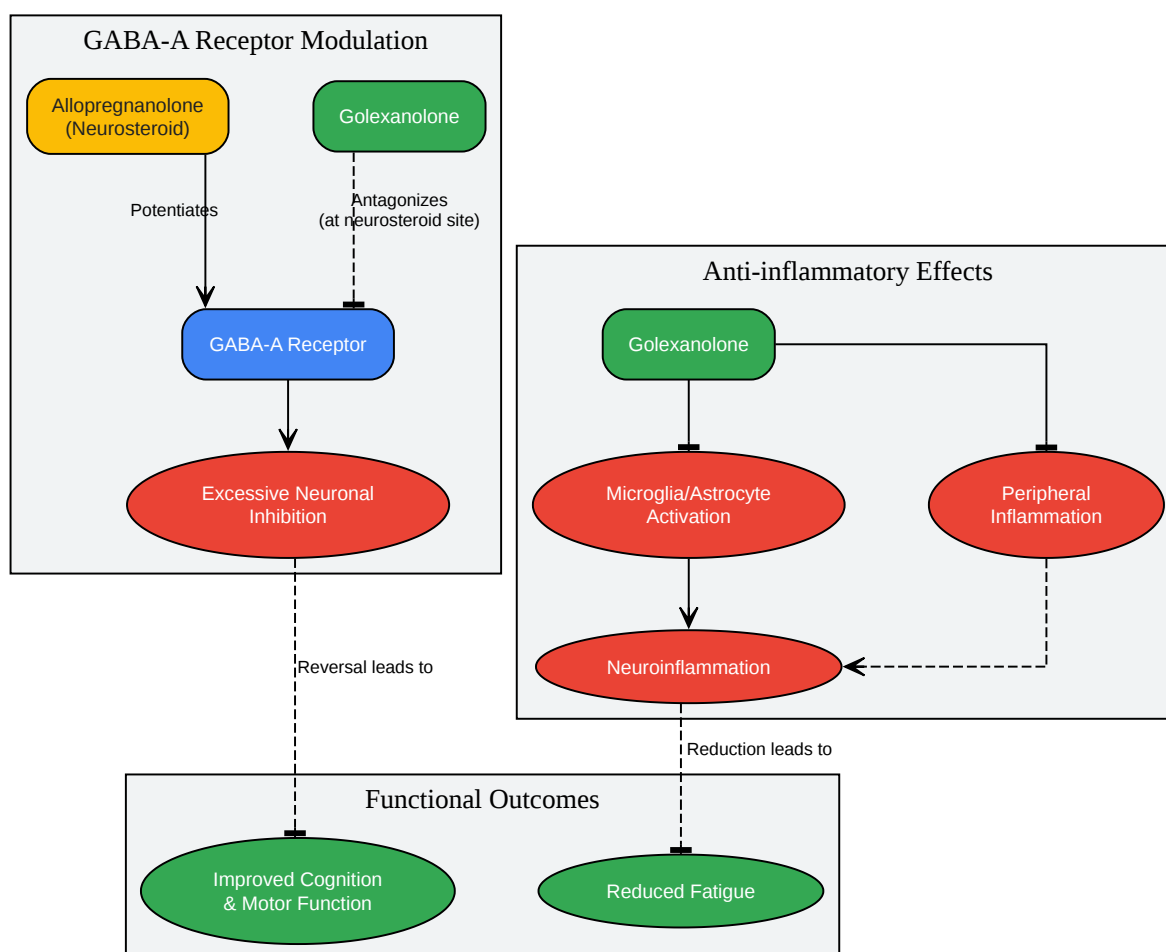 GABA-A Receptor Modulation
Allopregnanolone
(Neurosteroid)
Golexanolone
Potentiates
Antagonizes
(at neurosteroid site)
GABA-A Receptor
Excessive Neuronal
Inhibition
Anti-inflammatory Effects
Golexanolone
Microglia/Astrocyte
Activation
Peripheral
Inflammation
Neuroinflammation
Reversal leads to
Reduction leads to
Functional Outcomes
Improved Cognition
& Motor Function
Reduced Fatigue